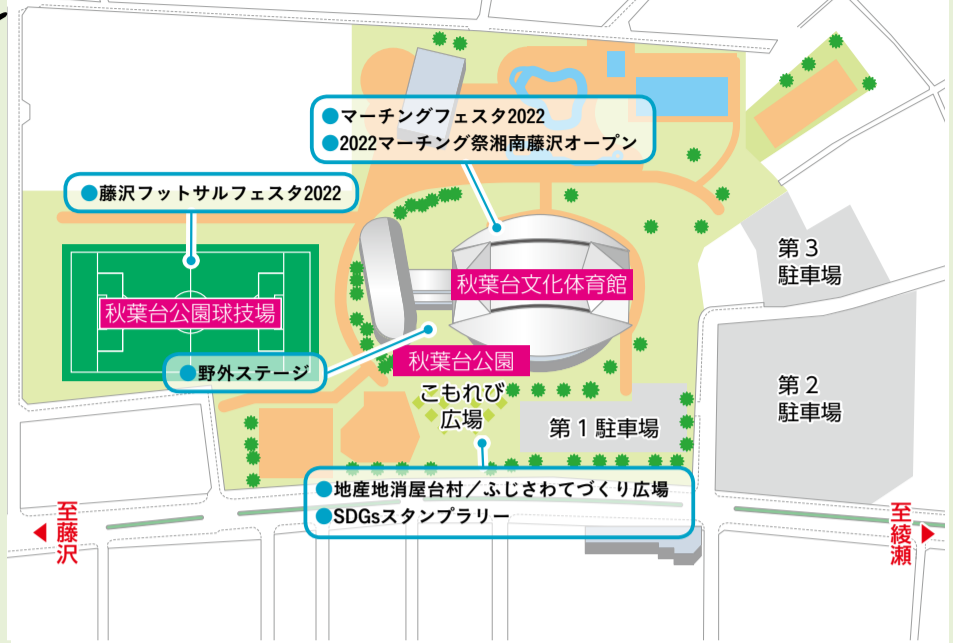 ●マーチングフェスタ2022
●2022マーチング祭湘南藤沢オープン
●藤沢フットサルフェスタ2022
第3
駐車場
秋葉台文化体育館
秋葉台公園球技場
●野外ステージ
秋葉台公園
こもれび
広場
第1駐車場
第2
駐車場
●地産地消屋台村／ふじさわてづくり広場
●SDGsスタンプラリー
至藤沢
至綾瀬